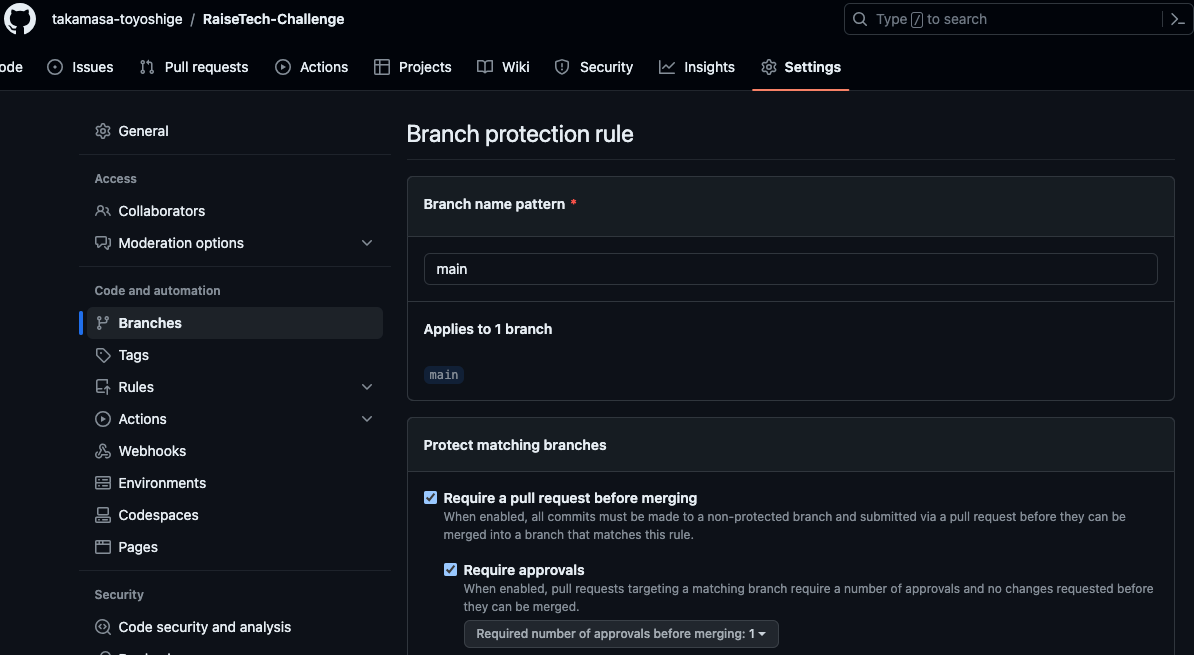 takamasa-toyoshige / RaiseTech-Challenge
Type / to search
ode Issues Pull requests Actions Projects Wiki Security Insights Settings
General
Access
Collaborators
Moderation options
Code and automation
Branches
Tags
Rules
Actions
Webhooks
Environments
Codespaces
Pages
Security
Code security and analysis
Branch protection rule
Branch name pattern *
main
Applies to 1 branch
main
Protect matching branches
Require a pull request before merging
When enabled, all commits must be made to a non-protected branch and submitted via a pull request before they can be
merged into a branch that matches this rule.
Require approvals
When enabled, pull requests targeting a matching branch require a number of approvals and no changes requested before
they can be merged.
Required number of approvals before merging: 1